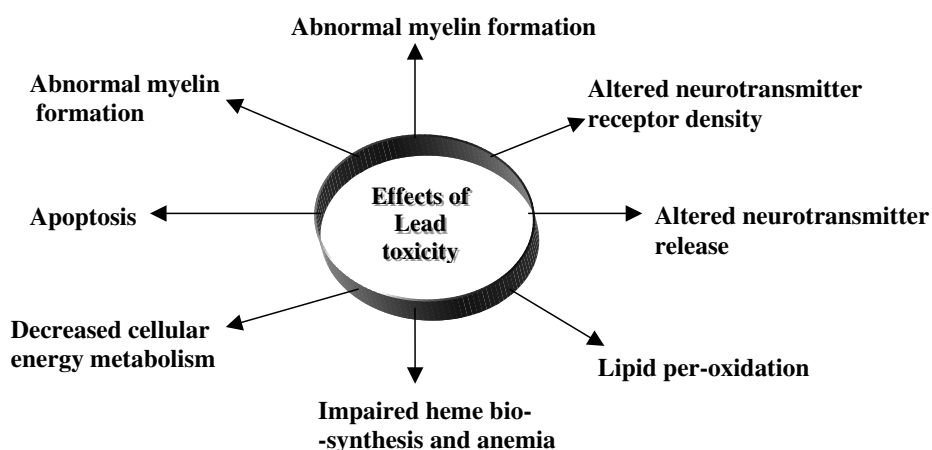 Abnormal myelin formation
Abnormal myelin
formation
Altered neurotransmitter
receptor density
Effects of
Lead
toxicity
Apoptosis
Altered neurotransmitter
release
Decreased cellular
energy metabolism
Lipid per-oxidation
Impaired heme bio-
-synthesis and anemia